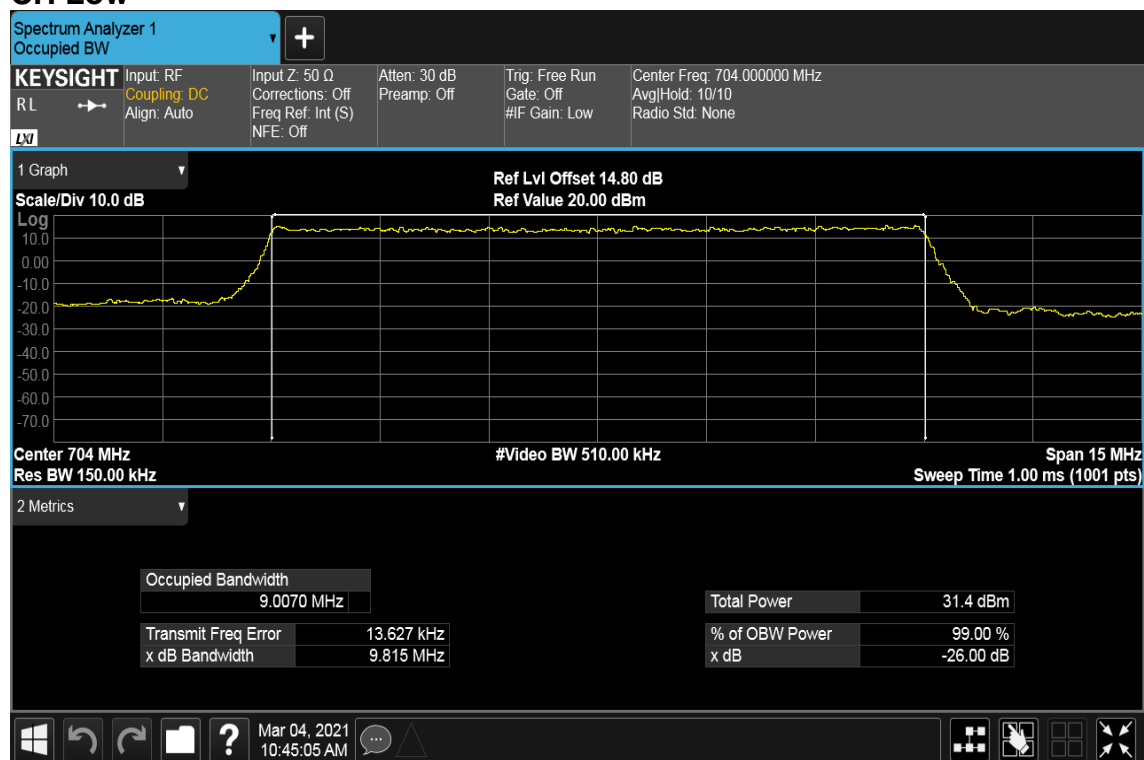 CH Low
Spectrum Analyzer 1
Occupied BW
KEYSIGHT
RL
LXI
Input: RF
Coupling: DC
Align: Auto
Input Z: 50 Ω
Corrections: Off
Freq Ref: Int (S)
NFE: Off
Atten: 30 dB
Preamp: Off
Trig: Free Run
Gate: Off
#IF Gain: Low
Center Freq: 704.000000 MHz
Avg|Hold: 10/10
Radio Std: None
1 Graph
Scale/Div 10.0 dB
Ref Lvl Offset 14.80 dB
Ref Value 20.00 dBm
Log
10.0
0.00
-10.0
-20.0
-30.0
-40.0
-50.0
-60.0
-70.0
Center 704 MHz
#Video BW 510.00 kHz
Span 15 MHz
Res BW 150.00 kHz
Sweep Time 1.00 ms (1001 pts)
2 Metrics
Occupied Bandwidth
9.0070 MHz
Total Power 31.4 dBm
Transmit Freq Error 13.627 kHz
% of OBW Power 99.00 %
x dB Bandwidth 9.815 MHz
x dB -26.00 dB
?
Mar 04, 2021
10:45:05 AM